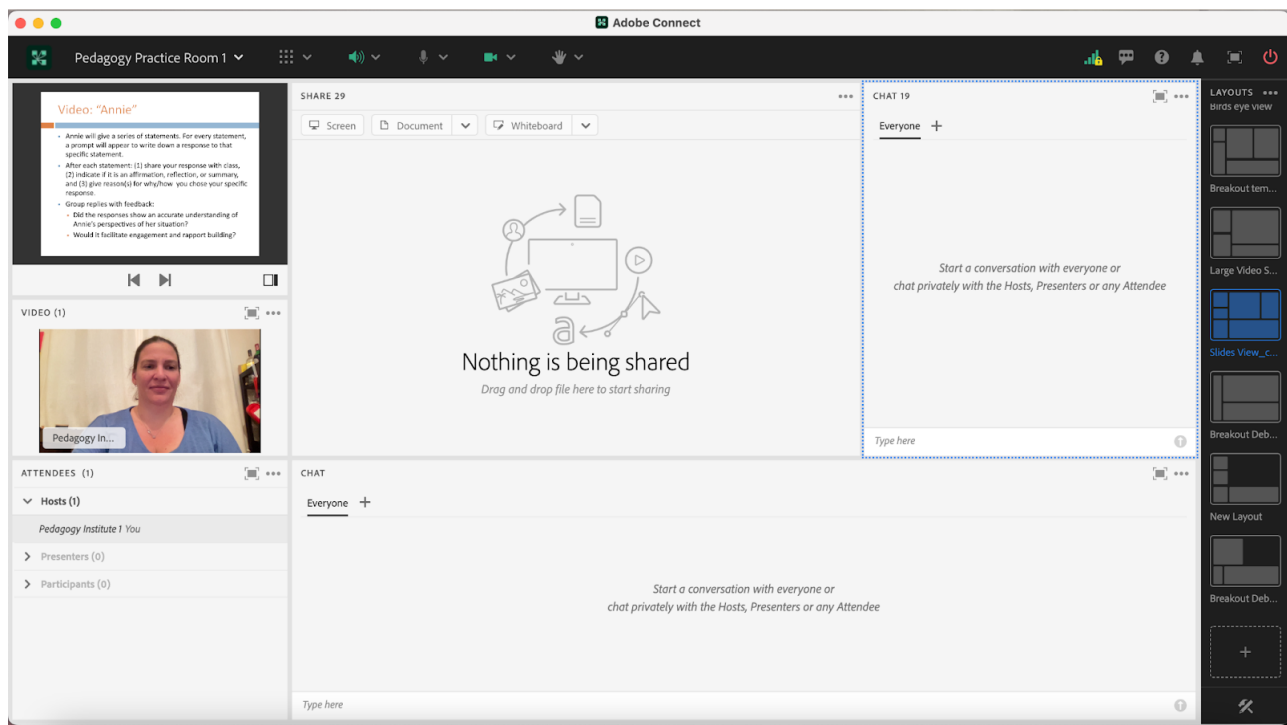 Adobe Connect
Pedagogy Practice Room 1
Video: "Annie"
• Annie will give a series of statements. For every statement,
a prompt will appear to write down a response to that
specific statement.
• After each statement: (1) share your response with class,
(2) indicate if it is an affirmation, reflection, or summary,
and (3) give reason(s) for why/how you chose your specific
response.
• Group replies with feedback:
• Did the responses show an accurate understanding of
Annie's perspectives of her situation?
• Would it facilitate engagement and rapport building?
VIDEO (1)
Pedagogy In...
ATTENDEES (1)
Hosts (1)
Pedagogy Institute 1 You
Presenters (0)
Participants (0)
SHARE 29
Screen Document Whiteboard
a
Nothing is being shared
Drag and drop file here to start sharing
CHAT 19
Everyone +
Start a conversation with everyone or
chat privately with the Hosts, Presenters or any Attendee
Type here
CHAT
Everyone +
Start a conversation with everyone or
chat privately with the Hosts, Presenters or any Attendee
Type here
LAYOUTS
Birds eye view
Breakout tem...
Large Video S...
Slides View_c...
Breakout Deb...
New Layout
Breakout Deb...
+